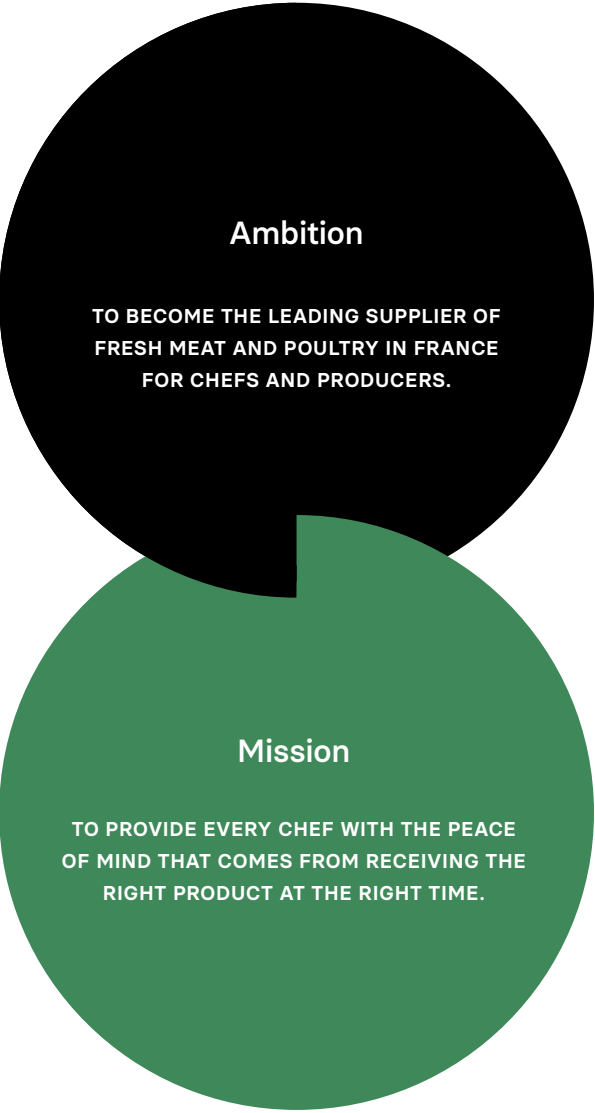 Ambition
TO BECOME THE LEADING SUPPLIER OF
FRESH MEAT AND POULTRY IN FRANCE
FOR CHEFS AND PRODUCERS.
Mission
TO PROVIDE EVERY CHEF WITH THE PEACE
OF MIND THAT COMES FROM RECEIVING THE
RIGHT PRODUCT AT THE RIGHT TIME.